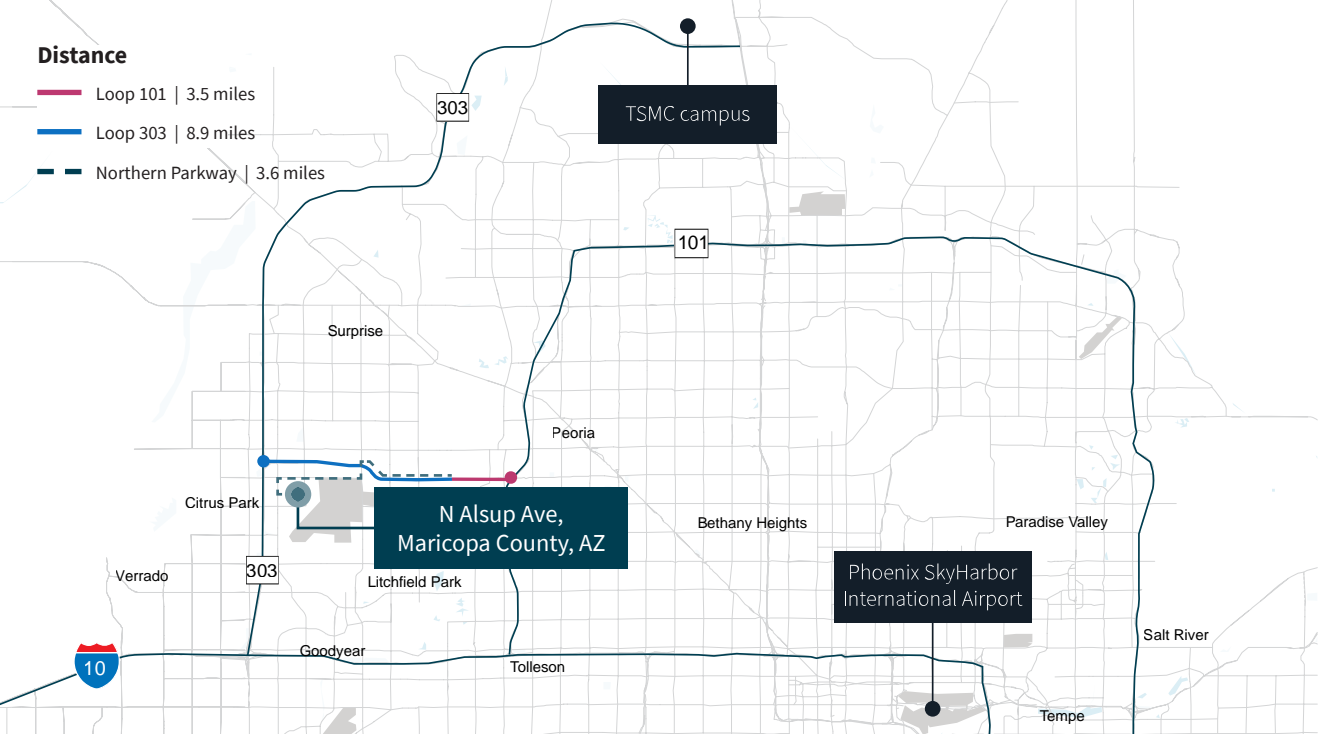 Distance
Loop 101 | 3.5 miles
Loop 303 | 8.9 miles
Northern Parkway | 3.6 miles
303
TSMC campus
101
Surprise
Peoria
Citrus Park
N Alsup Ave,
Maricopa County, AZ
Bethany Heights
Paradise Valley
303
Verrado
Litchfield Park
Phoenix SkyHarbor
International Airport
Salt River
Goodyear
10
Tolleson
Tempe